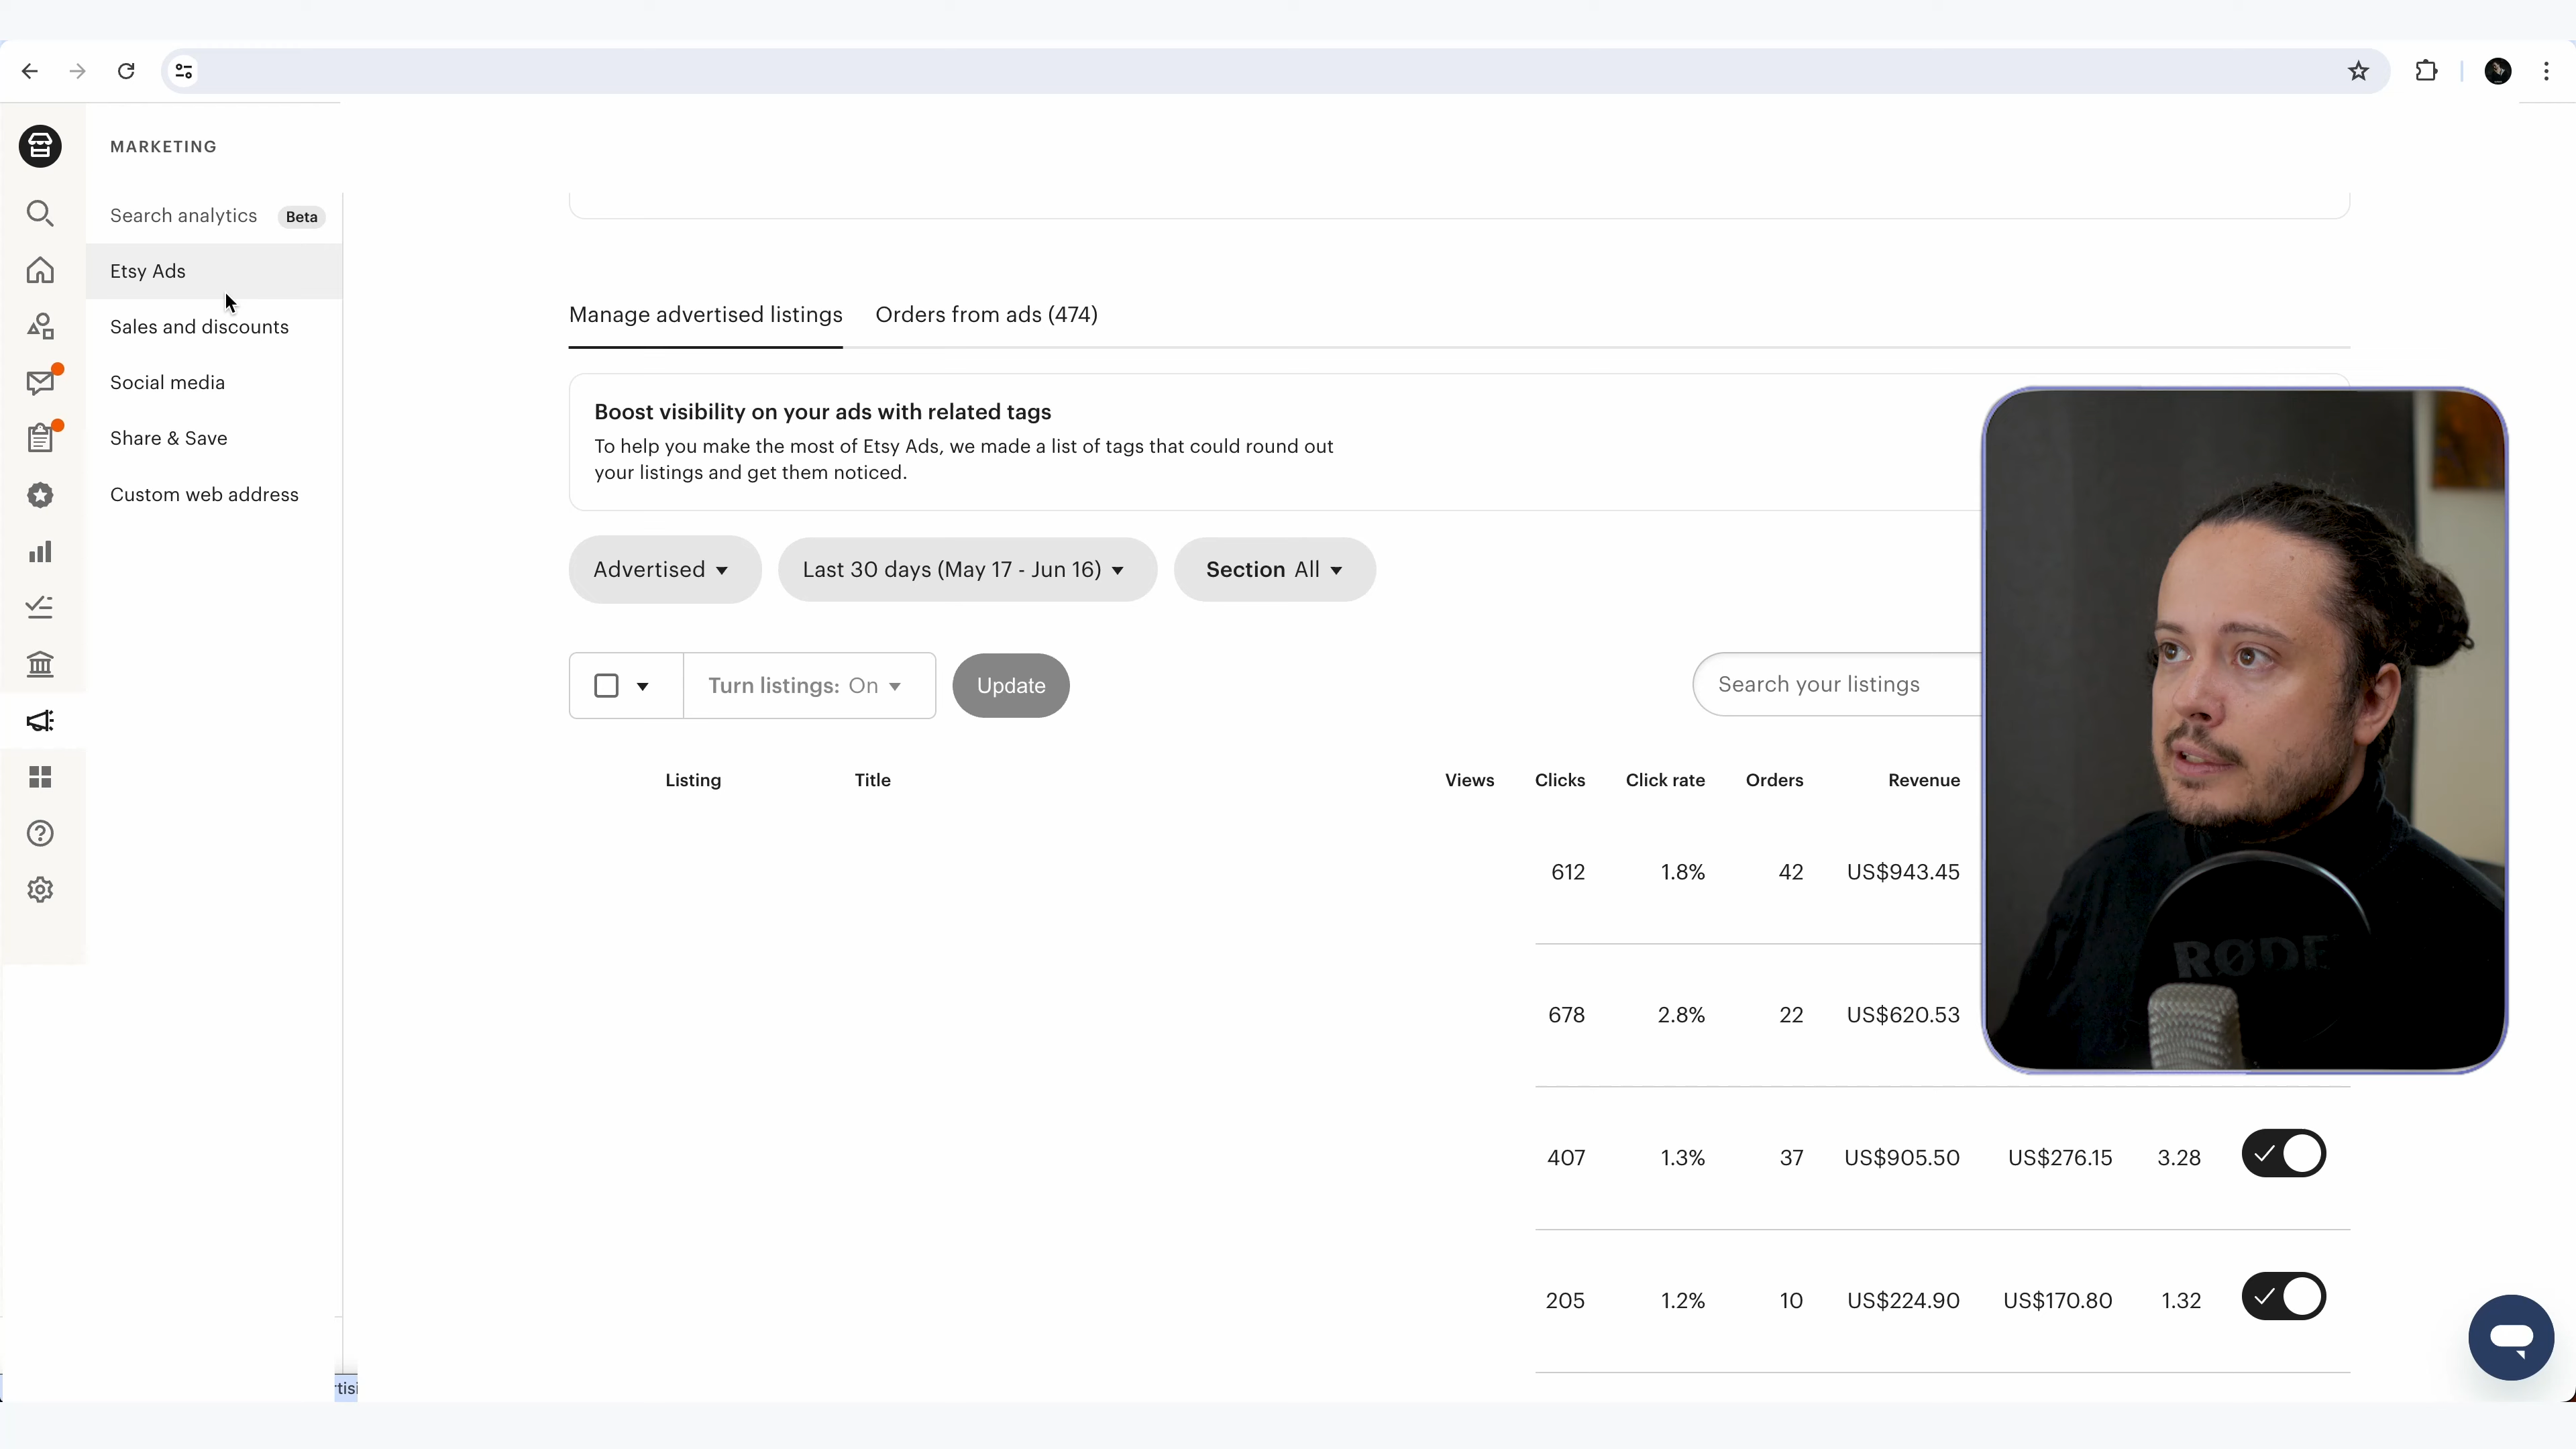 MARKETING
Search analytics Beta
Etsy Ads
Sales and discounts
Social media
Share & Save
Custom web address
Manage advertised listings Orders from ads (474)
Boost visibility on your ads with related tags
To help you make the most of Etsy Ads, we made a list of tags that could round out
your listings and get them noticed.
Advertised Last 30 days (May 17 - Jun 16) Section All
Turn listings: On Update Search your listings
Listing Title Views Clicks Click rate Orders Revenue
612 1.8% 42 US$943.45
678 2.8% 22 US$620.53
407 1.3% 37 US$905.50 US$276.15 3.28
205 1.2% 10 US$224.90 US$170.80 1.32
RØDE